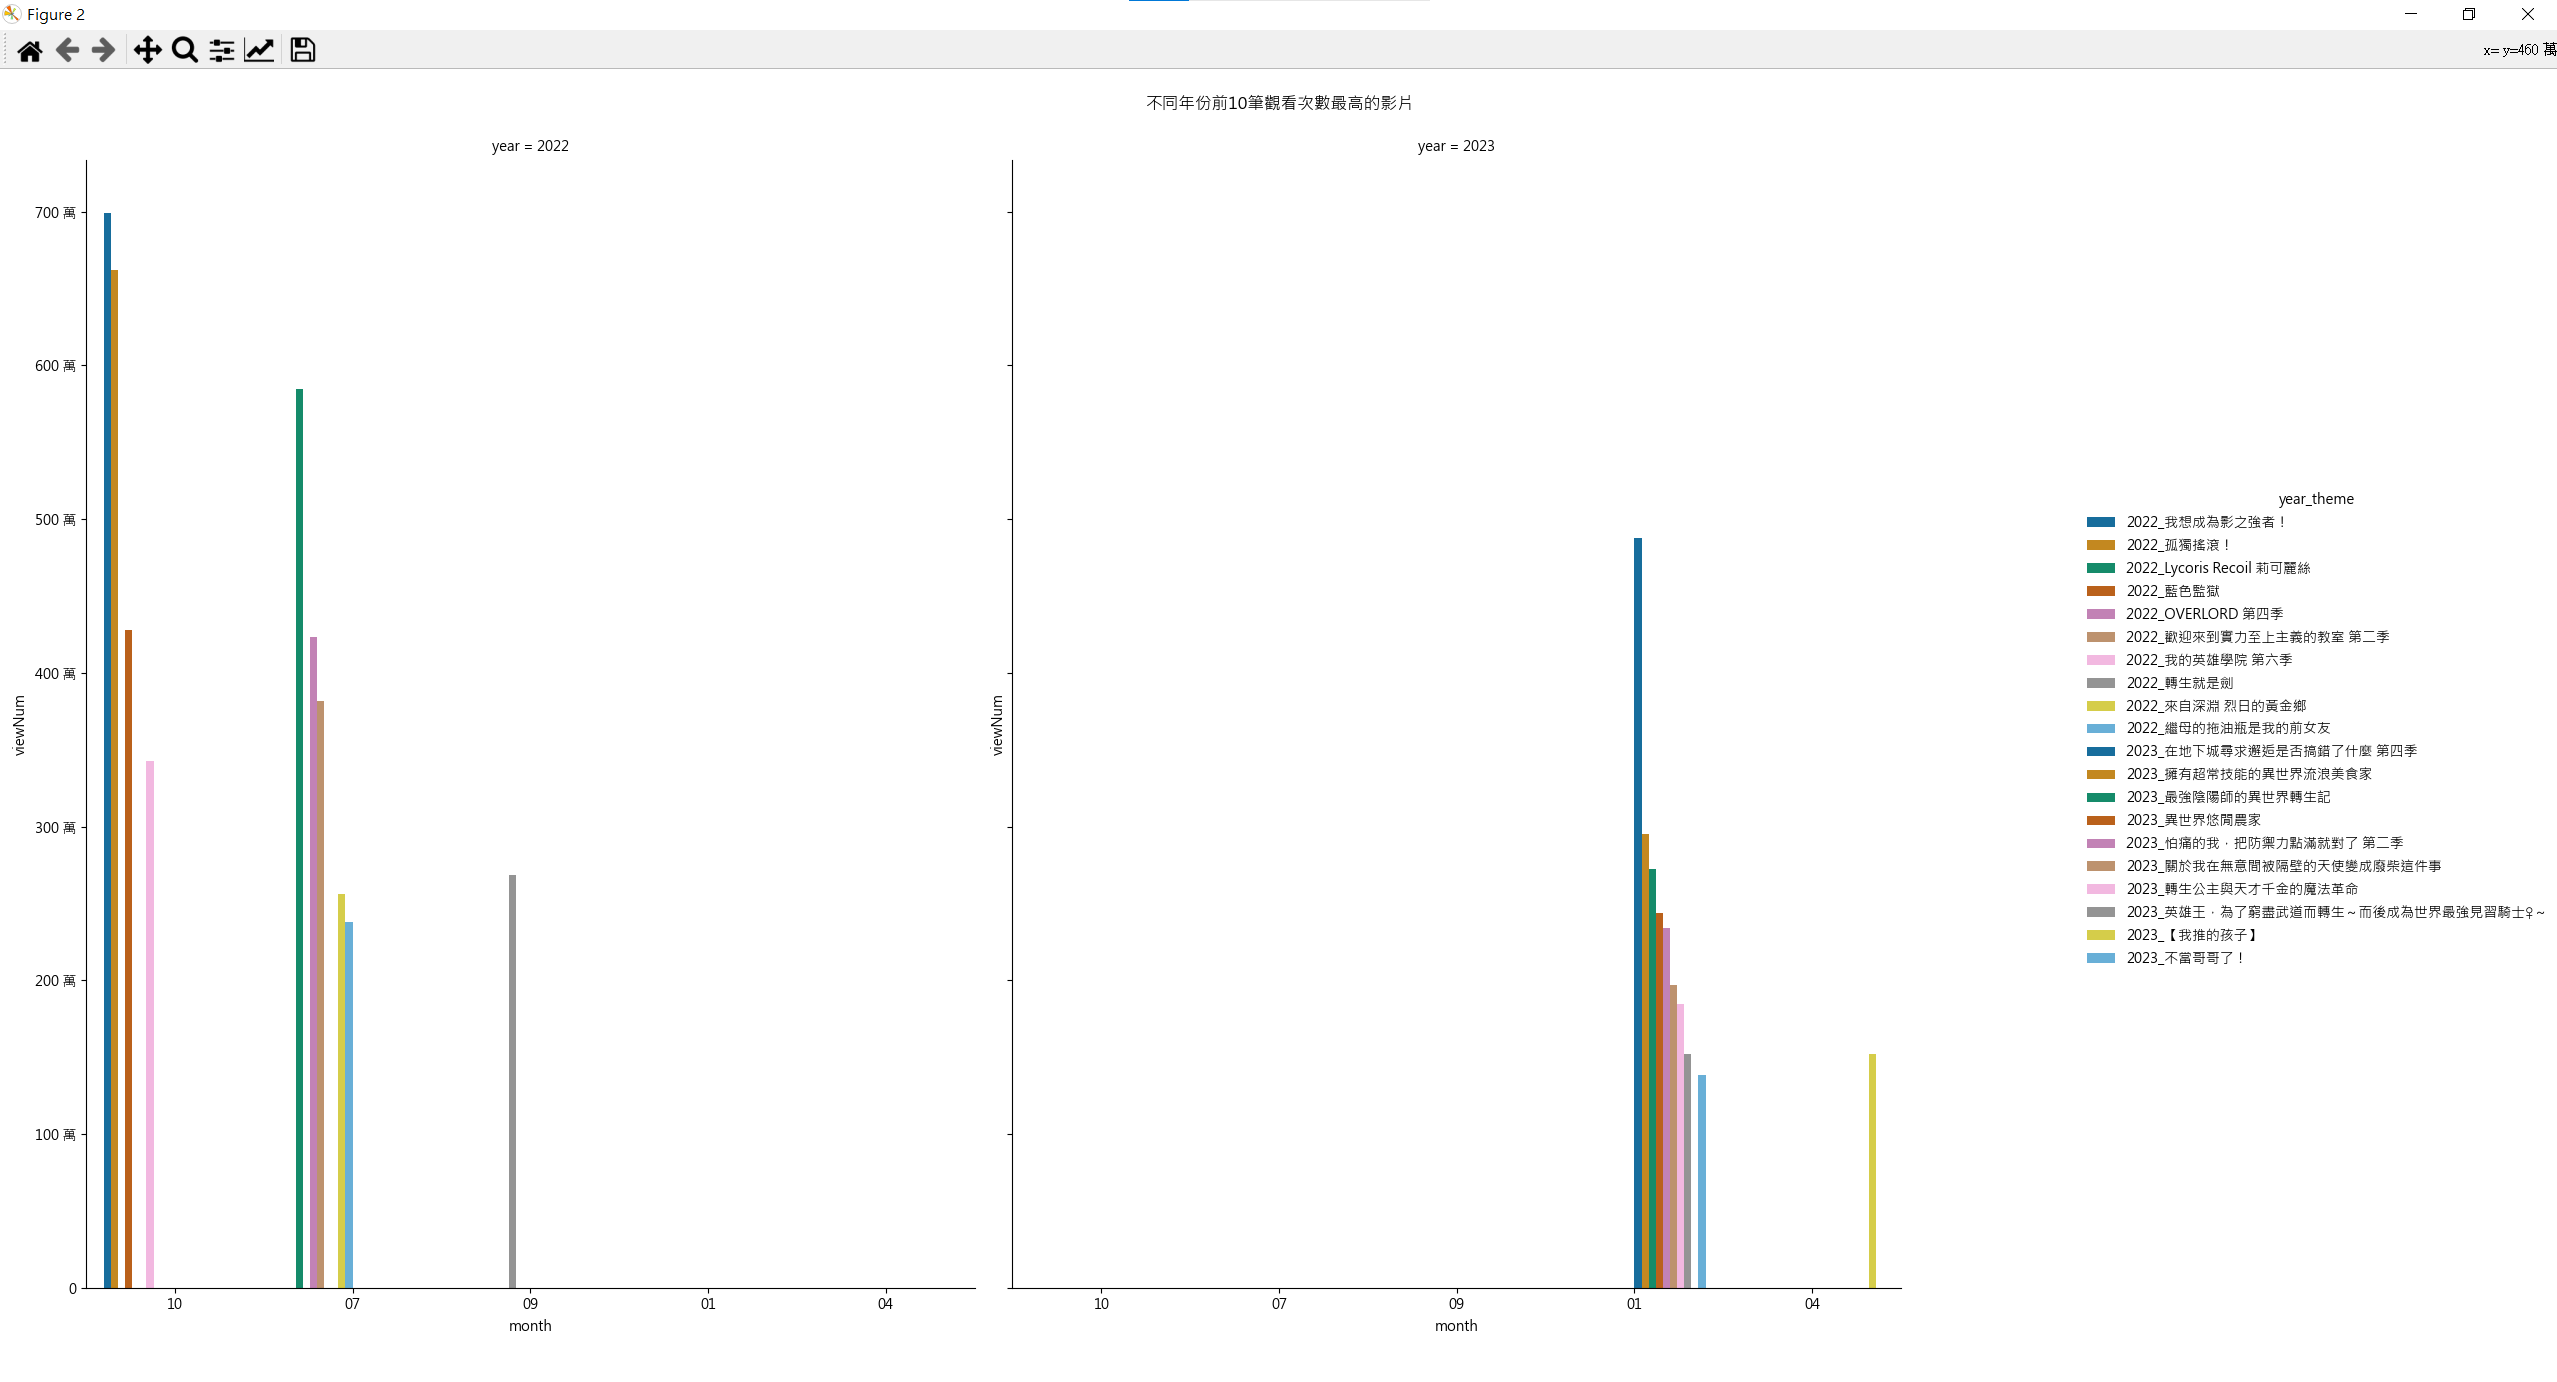 Figure 2
x= y=460 萬
不同年份前10筆觀看次數最高的影片
year = 2022
year = 2023
700 萬
600 萬
500 萬
400 萬
300 萬
200 萬
100 萬
0
viewNum
viewNum
10
07
09
01
04
month
10
07
09
01
04
month
year_theme
2022_我想成為影之強者！
2022_孤獨搖滾！
2022_Lycoris Recoil 莉可麗絲
2022_藍色監獄
2022_OVERLORD 第四季
2022_歡迎來到實力至上主義的教室 第二季
2022_我的英雄學院 第六季
2022_轉生就是劍
2022_來自深淵 烈日的黃金鄉
2022_繼母的拖油瓶是我的前女友
2023_在地下城尋求邂逅是否搞錯了什麼 第四季
2023_擁有超常技能的異世界流浪美食家
2023_最強陰陽師的異世界轉生記
2023_異世界悠閒農家
2023_怕痛的我，把防禦力點滿就對了 第二季
2023_關於我在無意間被隔壁的天使變成廢柴這件事
2023_轉生公主與天才千金的魔法革命
2023_英雄王，為了窮盡武道而轉生～而後成為世界最強見習騎士♀～
2023_【我推的孩子】
2023_不當哥哥了！